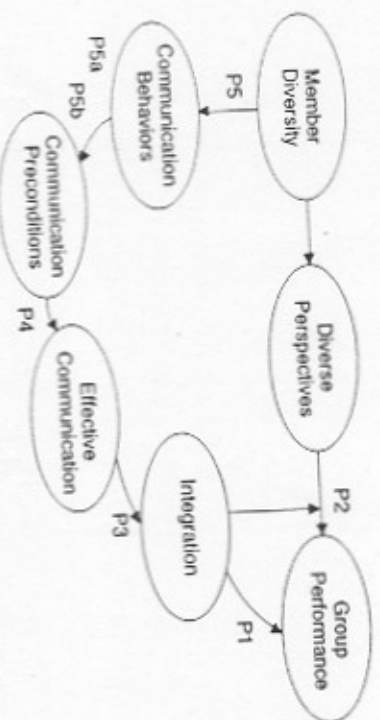 Member
Diversity
Diverse
Perspectives
P2
Group
Performance
P5
P1
Communication
Behaviors
Integration
P5a
P5b
P3
Communication
Preconditions
P4
Effective
Communication